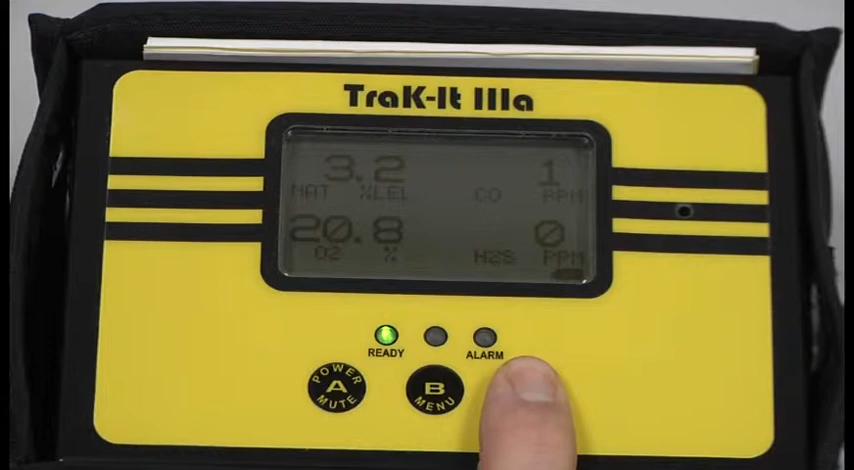 TraK-It IIIa
3.2 1
NAT %LEL CO PPM
20.8 0
O2 % H2S PPM
READY ALARM
POWER A MUTE
B MENU